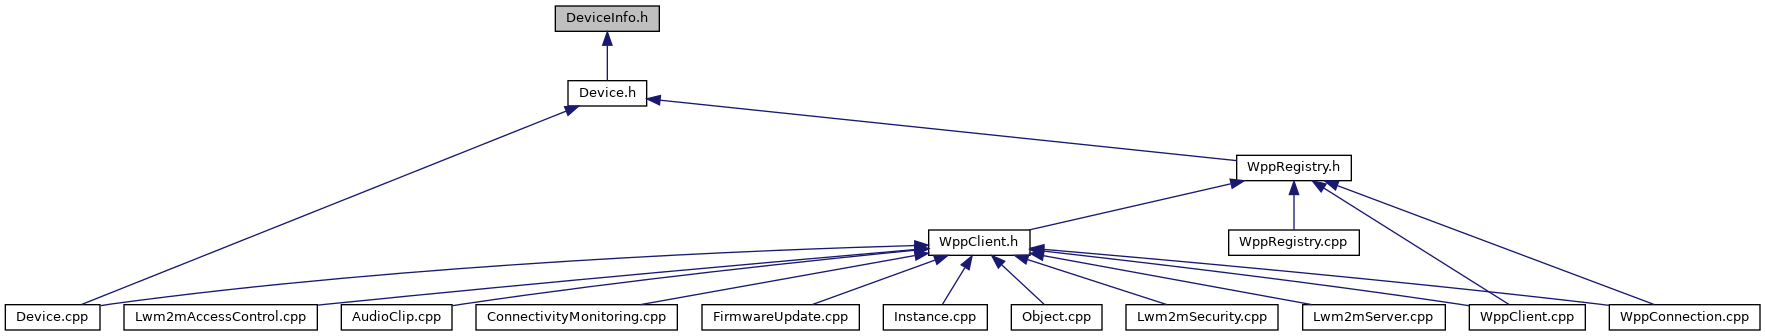 DeviceInfo.h
Device.h
WppRegistry.h
WppClient.h
WppRegistry.cpp
Device.cpp
Lwm2mAccessControl.cpp
AudioClip.cpp
ConnectivityMonitoring.cpp
FirmwareUpdate.cpp
Instance.cpp
Object.cpp
Lwm2mSecurity.cpp
Lwm2mServer.cpp
WppClient.cpp
WppConnection.cpp